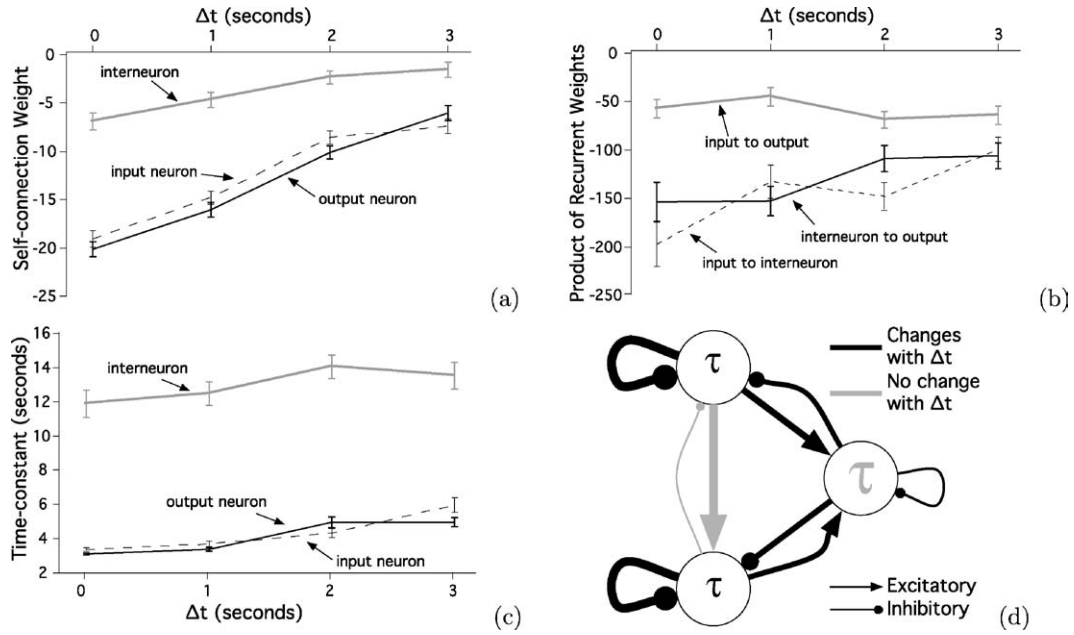 Δt (seconds)
0 1 2 3
Self-connection Weight
0
-5
-10
-15
-20
-25
interneuron
input neuron
output neuron
(a)
Δt (seconds)
0 1 2 3
Product of Recurrent Weights
0
-50
-100
-150
-200
-250
input to output
interneuron to output
input to interneuron
(b)
Time-constant (seconds)
16
14
12
10
8
6
4
2
interneuron
output neuron
input neuron
0 1 2 3
Δt (seconds)
(c)
τ
τ
τ
Changes
with Δt
No change
with Δt
Excitatory
Inhibitory
(d)